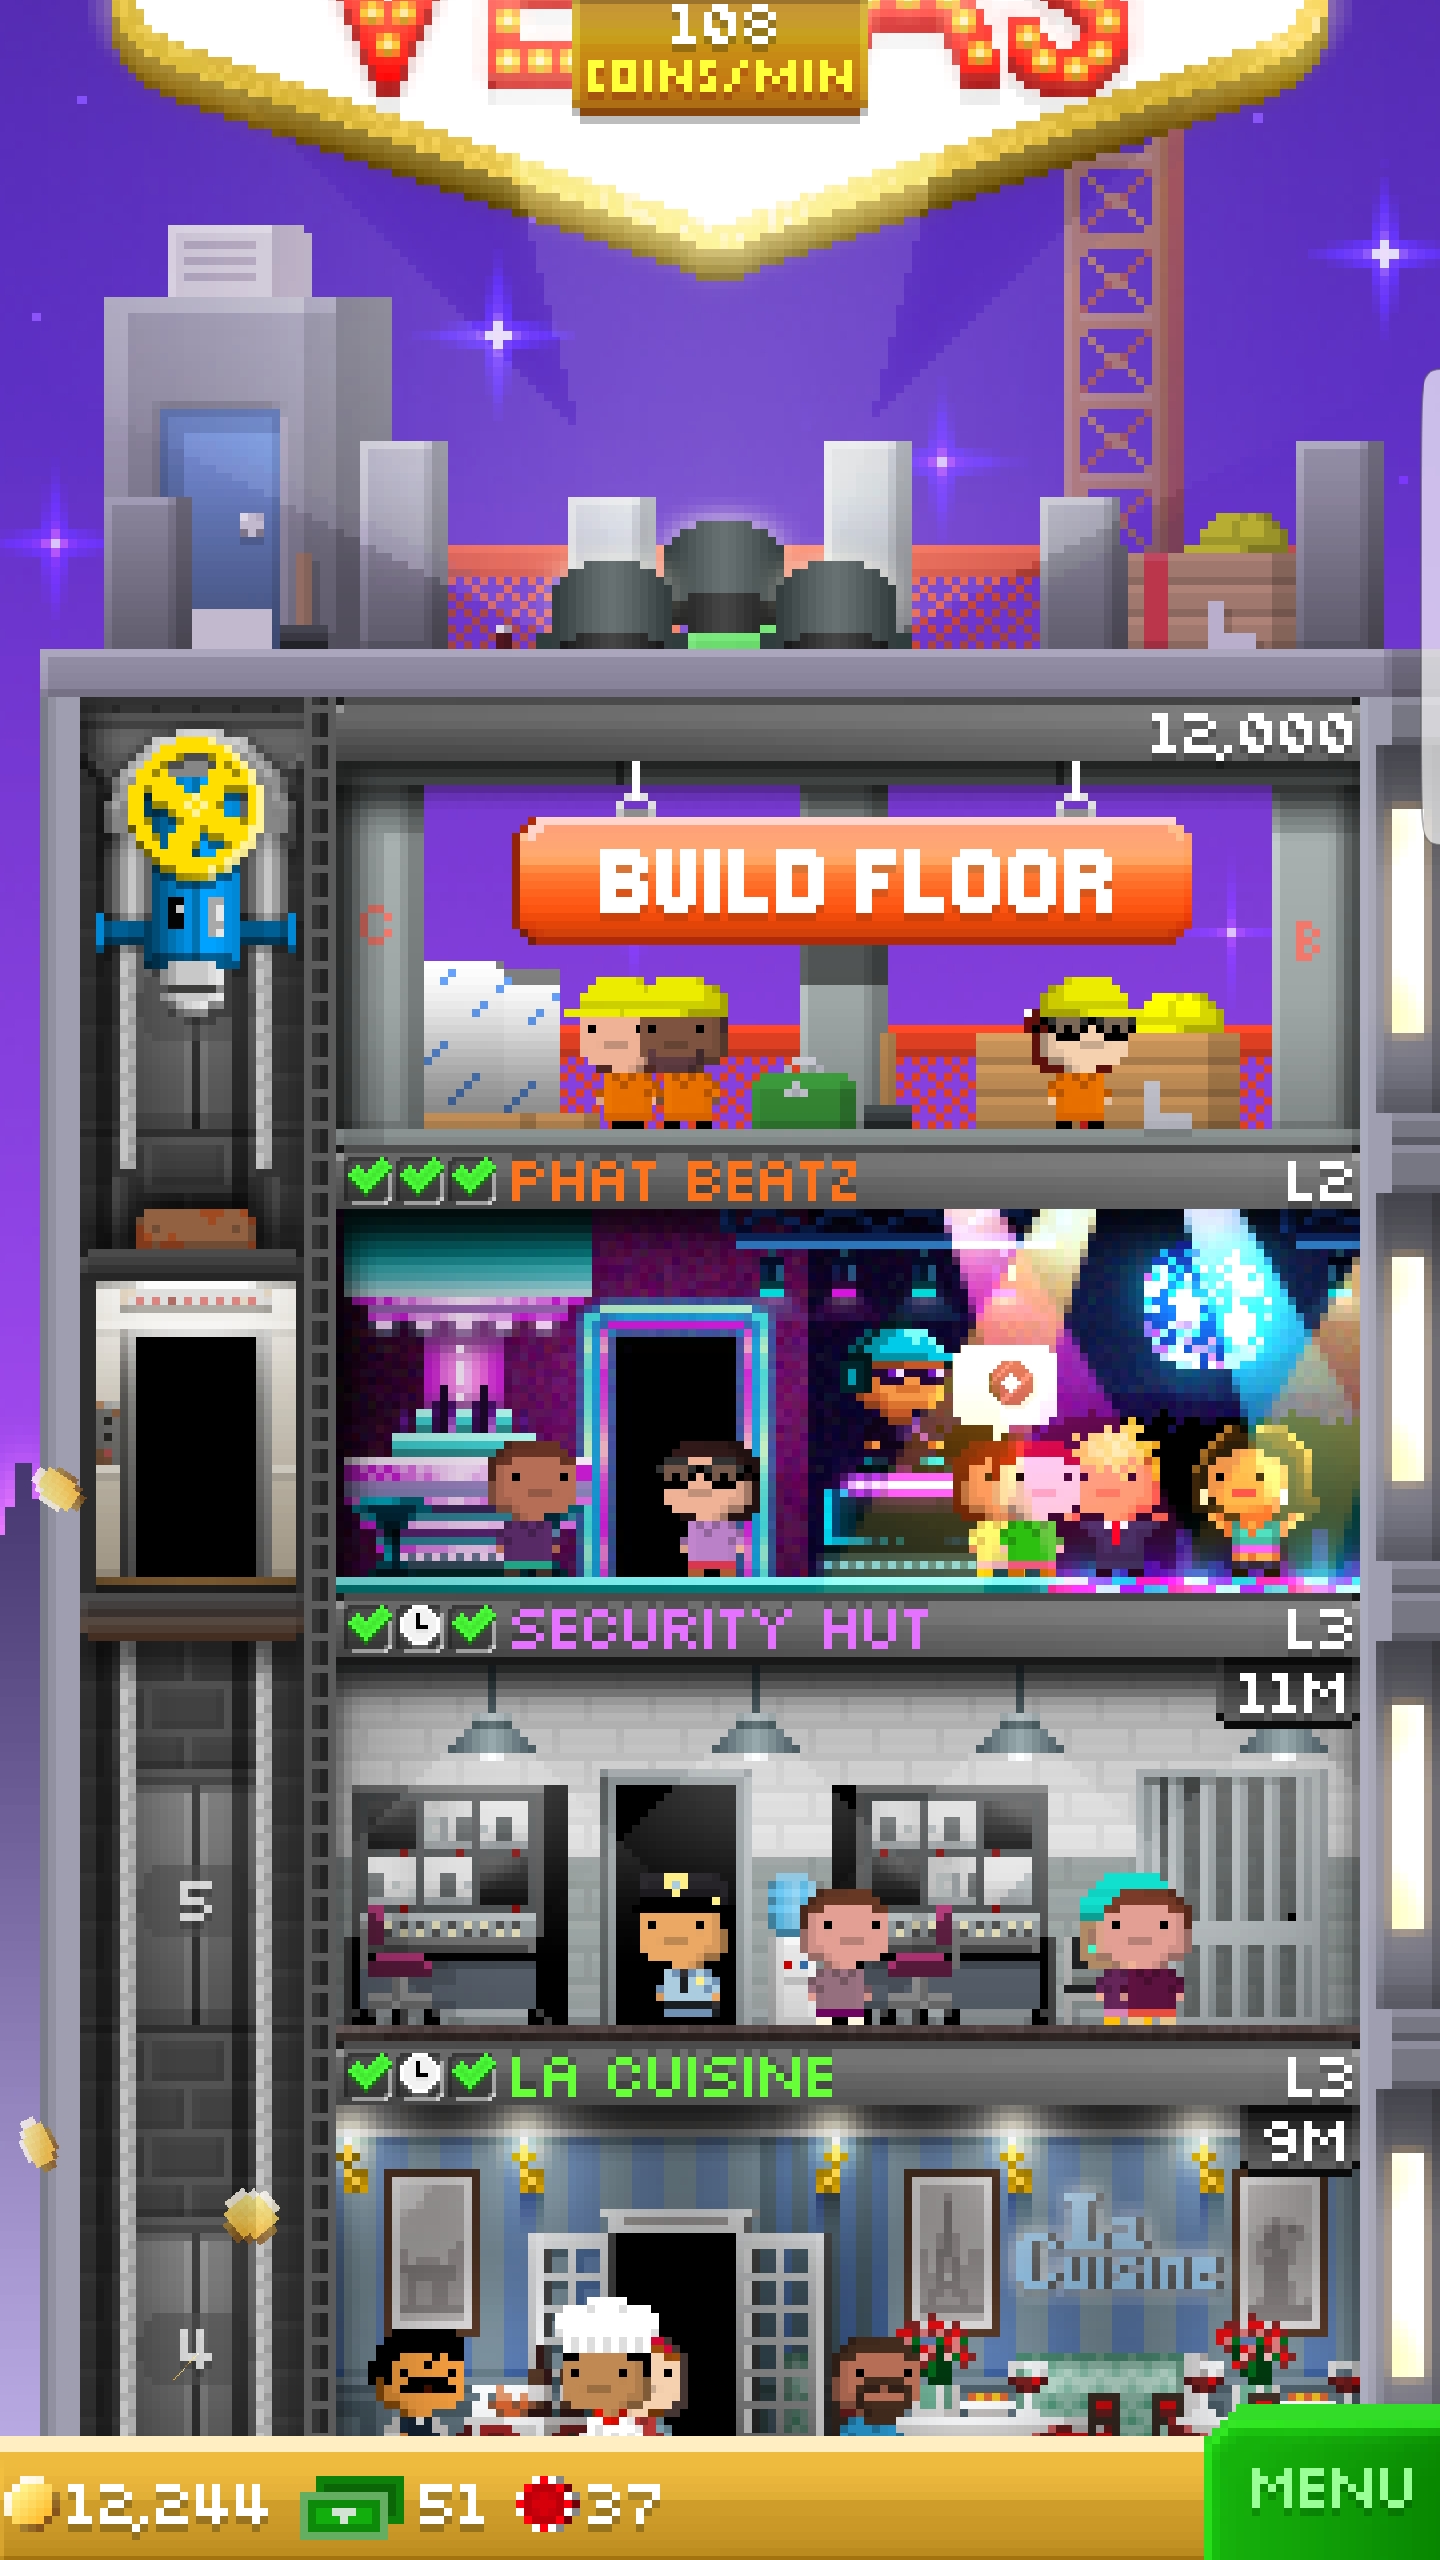 108
COINS/MIN
12,000
BUILD FLOOR
C
B
PHAT BEATZ
L2
SECURITY HUT
L3
11M
5
LA CUISINE
L3
9M
La
Cuisine
4
12,244
51
37
MENU